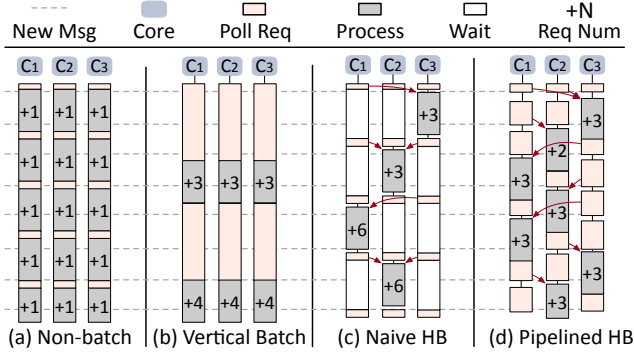 New Msg Core Poll Req Process Wait +N Req Num
C1 C2 C3 C1 C2 C3 C1 C2 C3 C1 C2 C3
+1 +1 +1
+1 +1 +1
+1 +1 +1
+1 +1 +1
+1 +1 +1
+3 +3 +3
+4 +4 +4
+3
+3
+6
+6
+3
+2
+3
+3
+3
+3
+3
(a) Non-batch (b) Vertical Batch (c) Naive HB (d) Pipelined HB